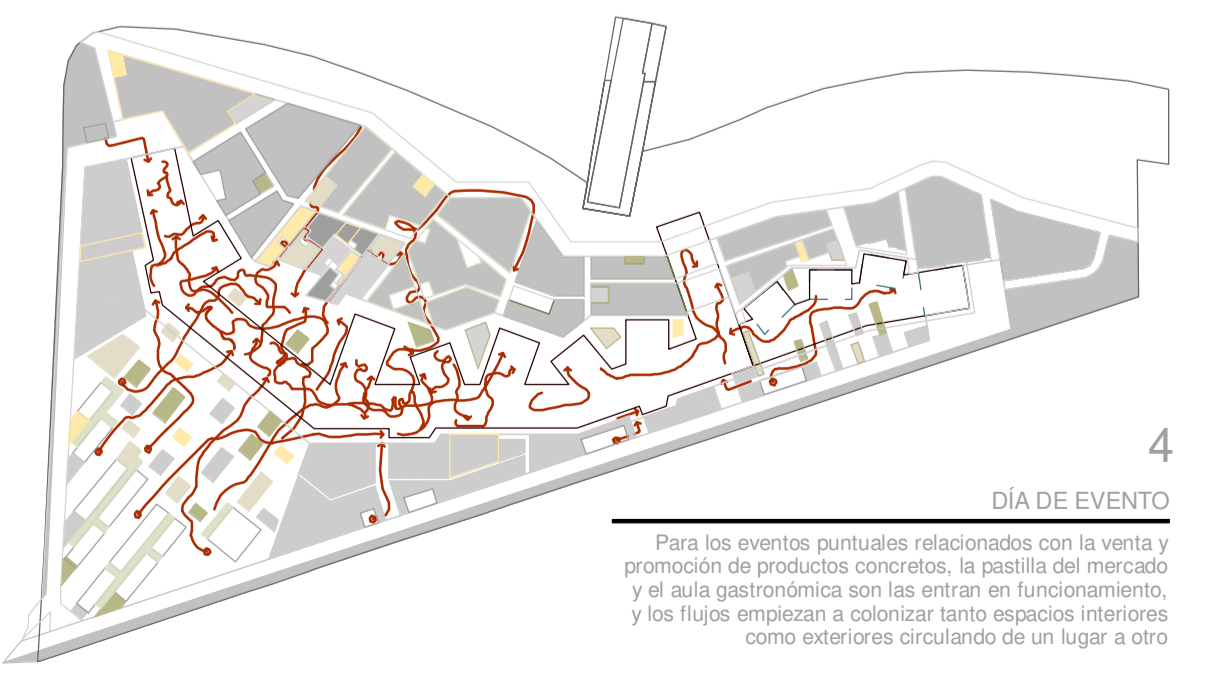 4
DÍA DE EVENTO
Para los eventos puntuales relacionados con la venta y
promoción de productos concretos, la pastilla del mercado
y el aula gastronómica son las entran en funcionamiento,
y los flujos empiezan a colonizar tanto espacios interiores
como exteriores circulando de un lugar a otro